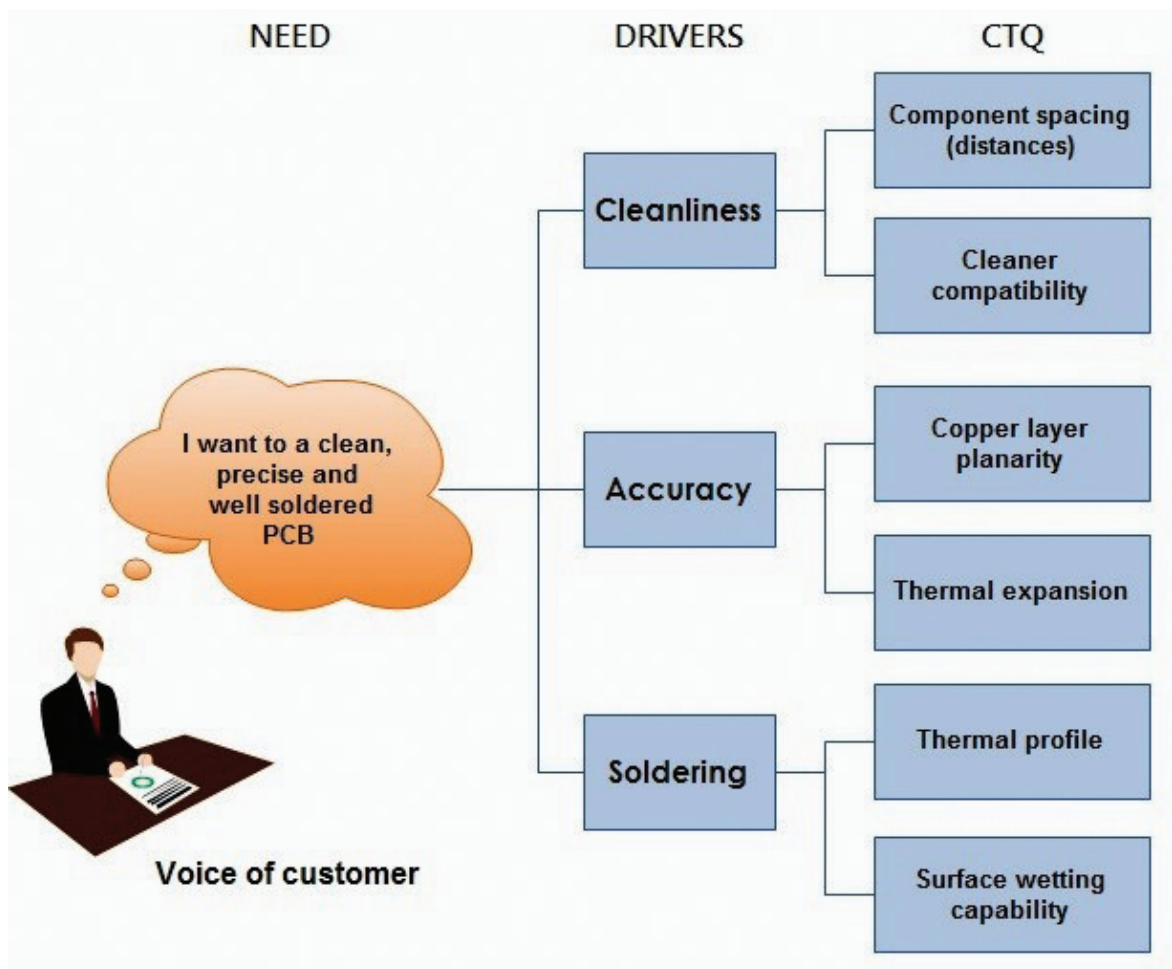 NEED
DRIVERS
CTQ
I want to a clean,
precise and
well soldered
PCB
Voice of customer
Cleanliness
Accuracy
Soldering
Component spacing
(distances)
Cleaner
compatibility
Copper layer
planarity
Thermal expansion
Thermal profile
Surface wetting
capability